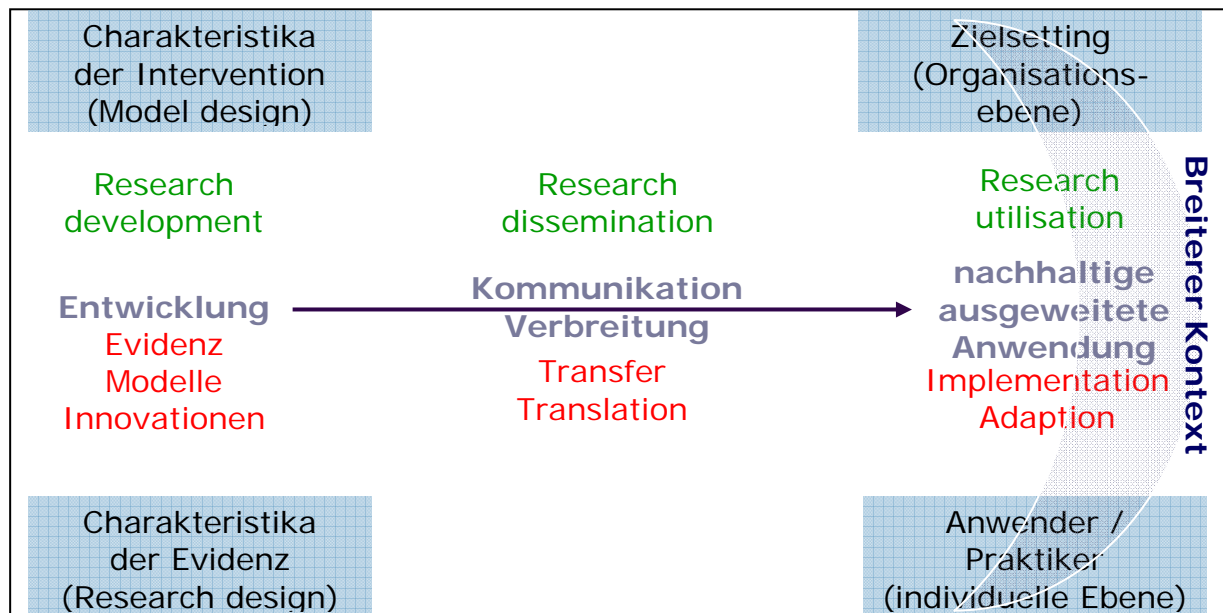 Charakteristika
der Intervention
(Model design)
Zielsetting
(Organisations-
ebene)
Research
development
Research
dissemination
Research
utilisation
Entwicklung
Evidenz
Modelle
Innovationen
Kommunikation
Verbreitung
Transfer
Translation
nachhaltige
ausgeweitete
Anwendung
Implementation
Adaption
Breiterer Kontext
Charakteristika
der Evidenz
(Research design)
Anwender /
Praktiker
(individuelle Ebene)